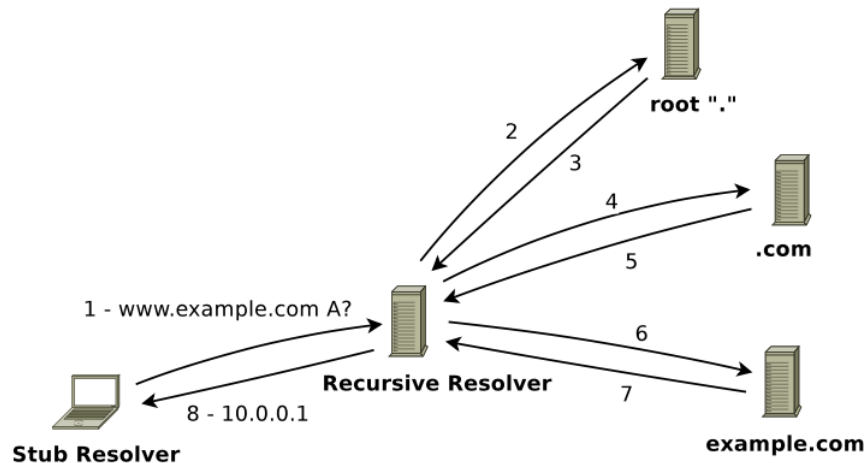 root "."
2
3
4
.com
5
1 - www.example.com A?
6
Recursive Resolver
7
8 - 10.0.0.1
example.com
Stub Resolver